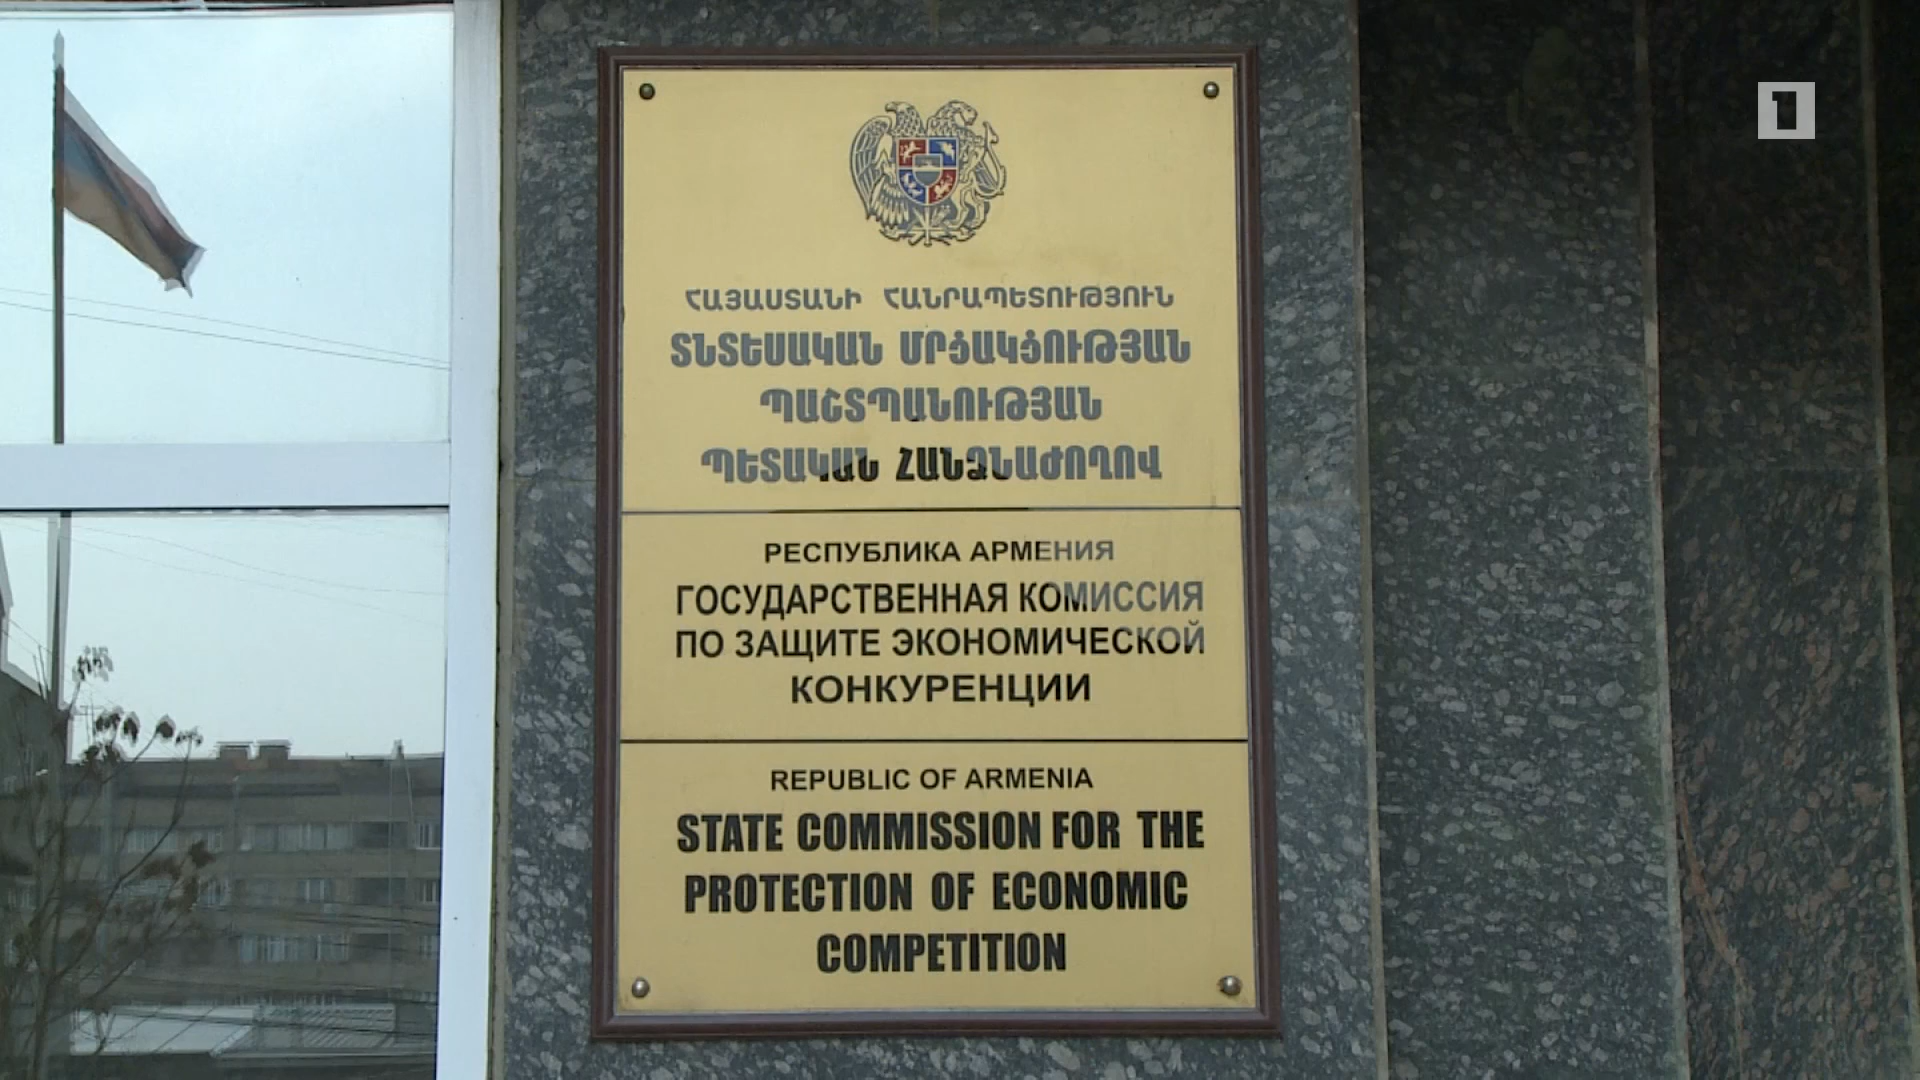 ՀԱՅԱՍՏԱՆԻ ՀԱՆՐԱՊԵՏՈՒԹՅՈՒՆ
ՏՆՏԵՍԱԿԱՆ ՄՐՑԱԿՑՈՒԹՅԱՆ
ՊԱՇՏՊԱՆՈՒԹՅԱՆ
ՊԵՏԱԿԱՆ ՀԱՆՁՆԱԺՈՂՈՎ
РЕСПУБЛИКА АРМЕНИЯ
ГОСУДАРСТВЕННАЯ КОМИССИЯ
ПО ЗАЩИТЕ ЭКОНОМИЧЕСКОЙ
КОНКУРЕНЦИИ
REPUBLIC OF ARMENIA
STATE COMMISSION FOR THE
PROTECTION OF ECONOMIC
COMPETITION
1